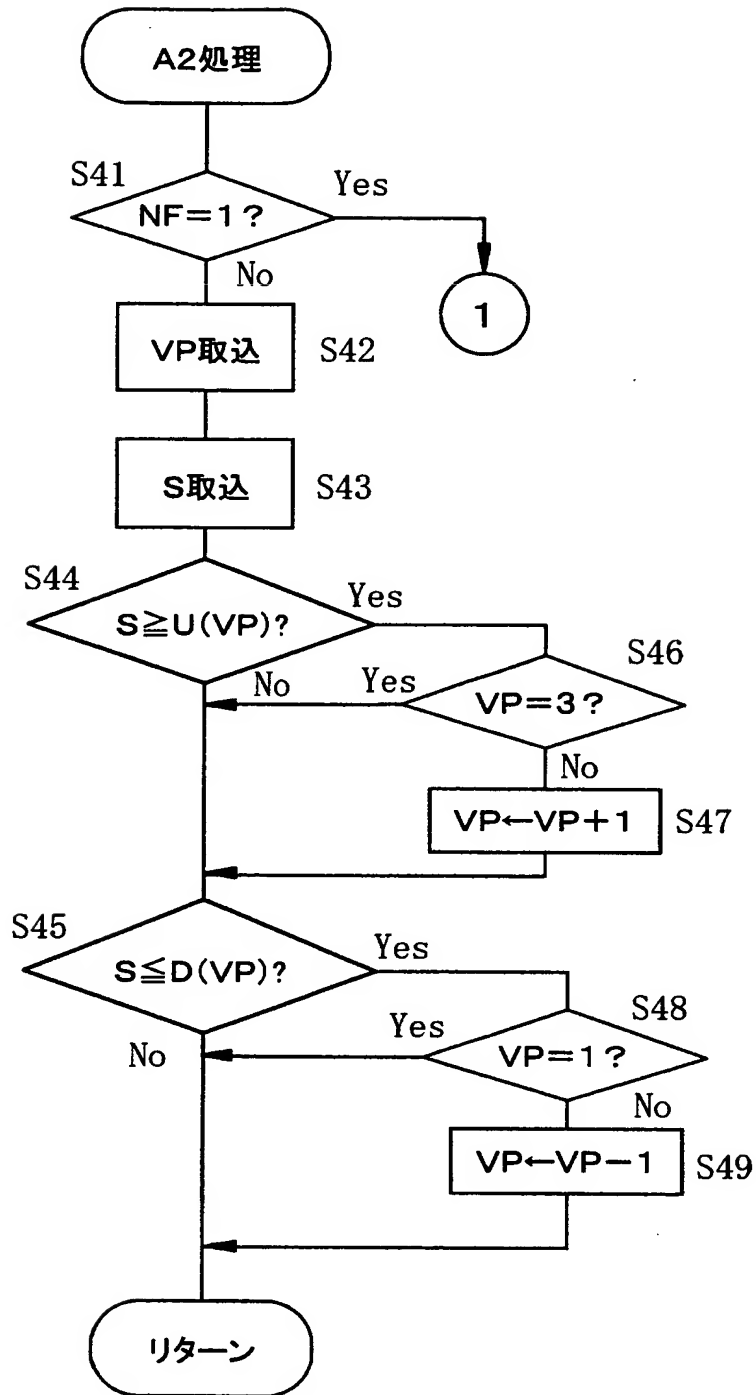 A2処理
S41
NF=1?
Yes
No
1
VP取込
S42
S取込
S43
S44
S≧U(VP)?
Yes
No
S46
VP=3?
Yes
No
VP←VP+1
S47
S45
S≦D(VP)?
Yes
No
S48
VP=1?
Yes
No
VP←VP-1
S49
リターン